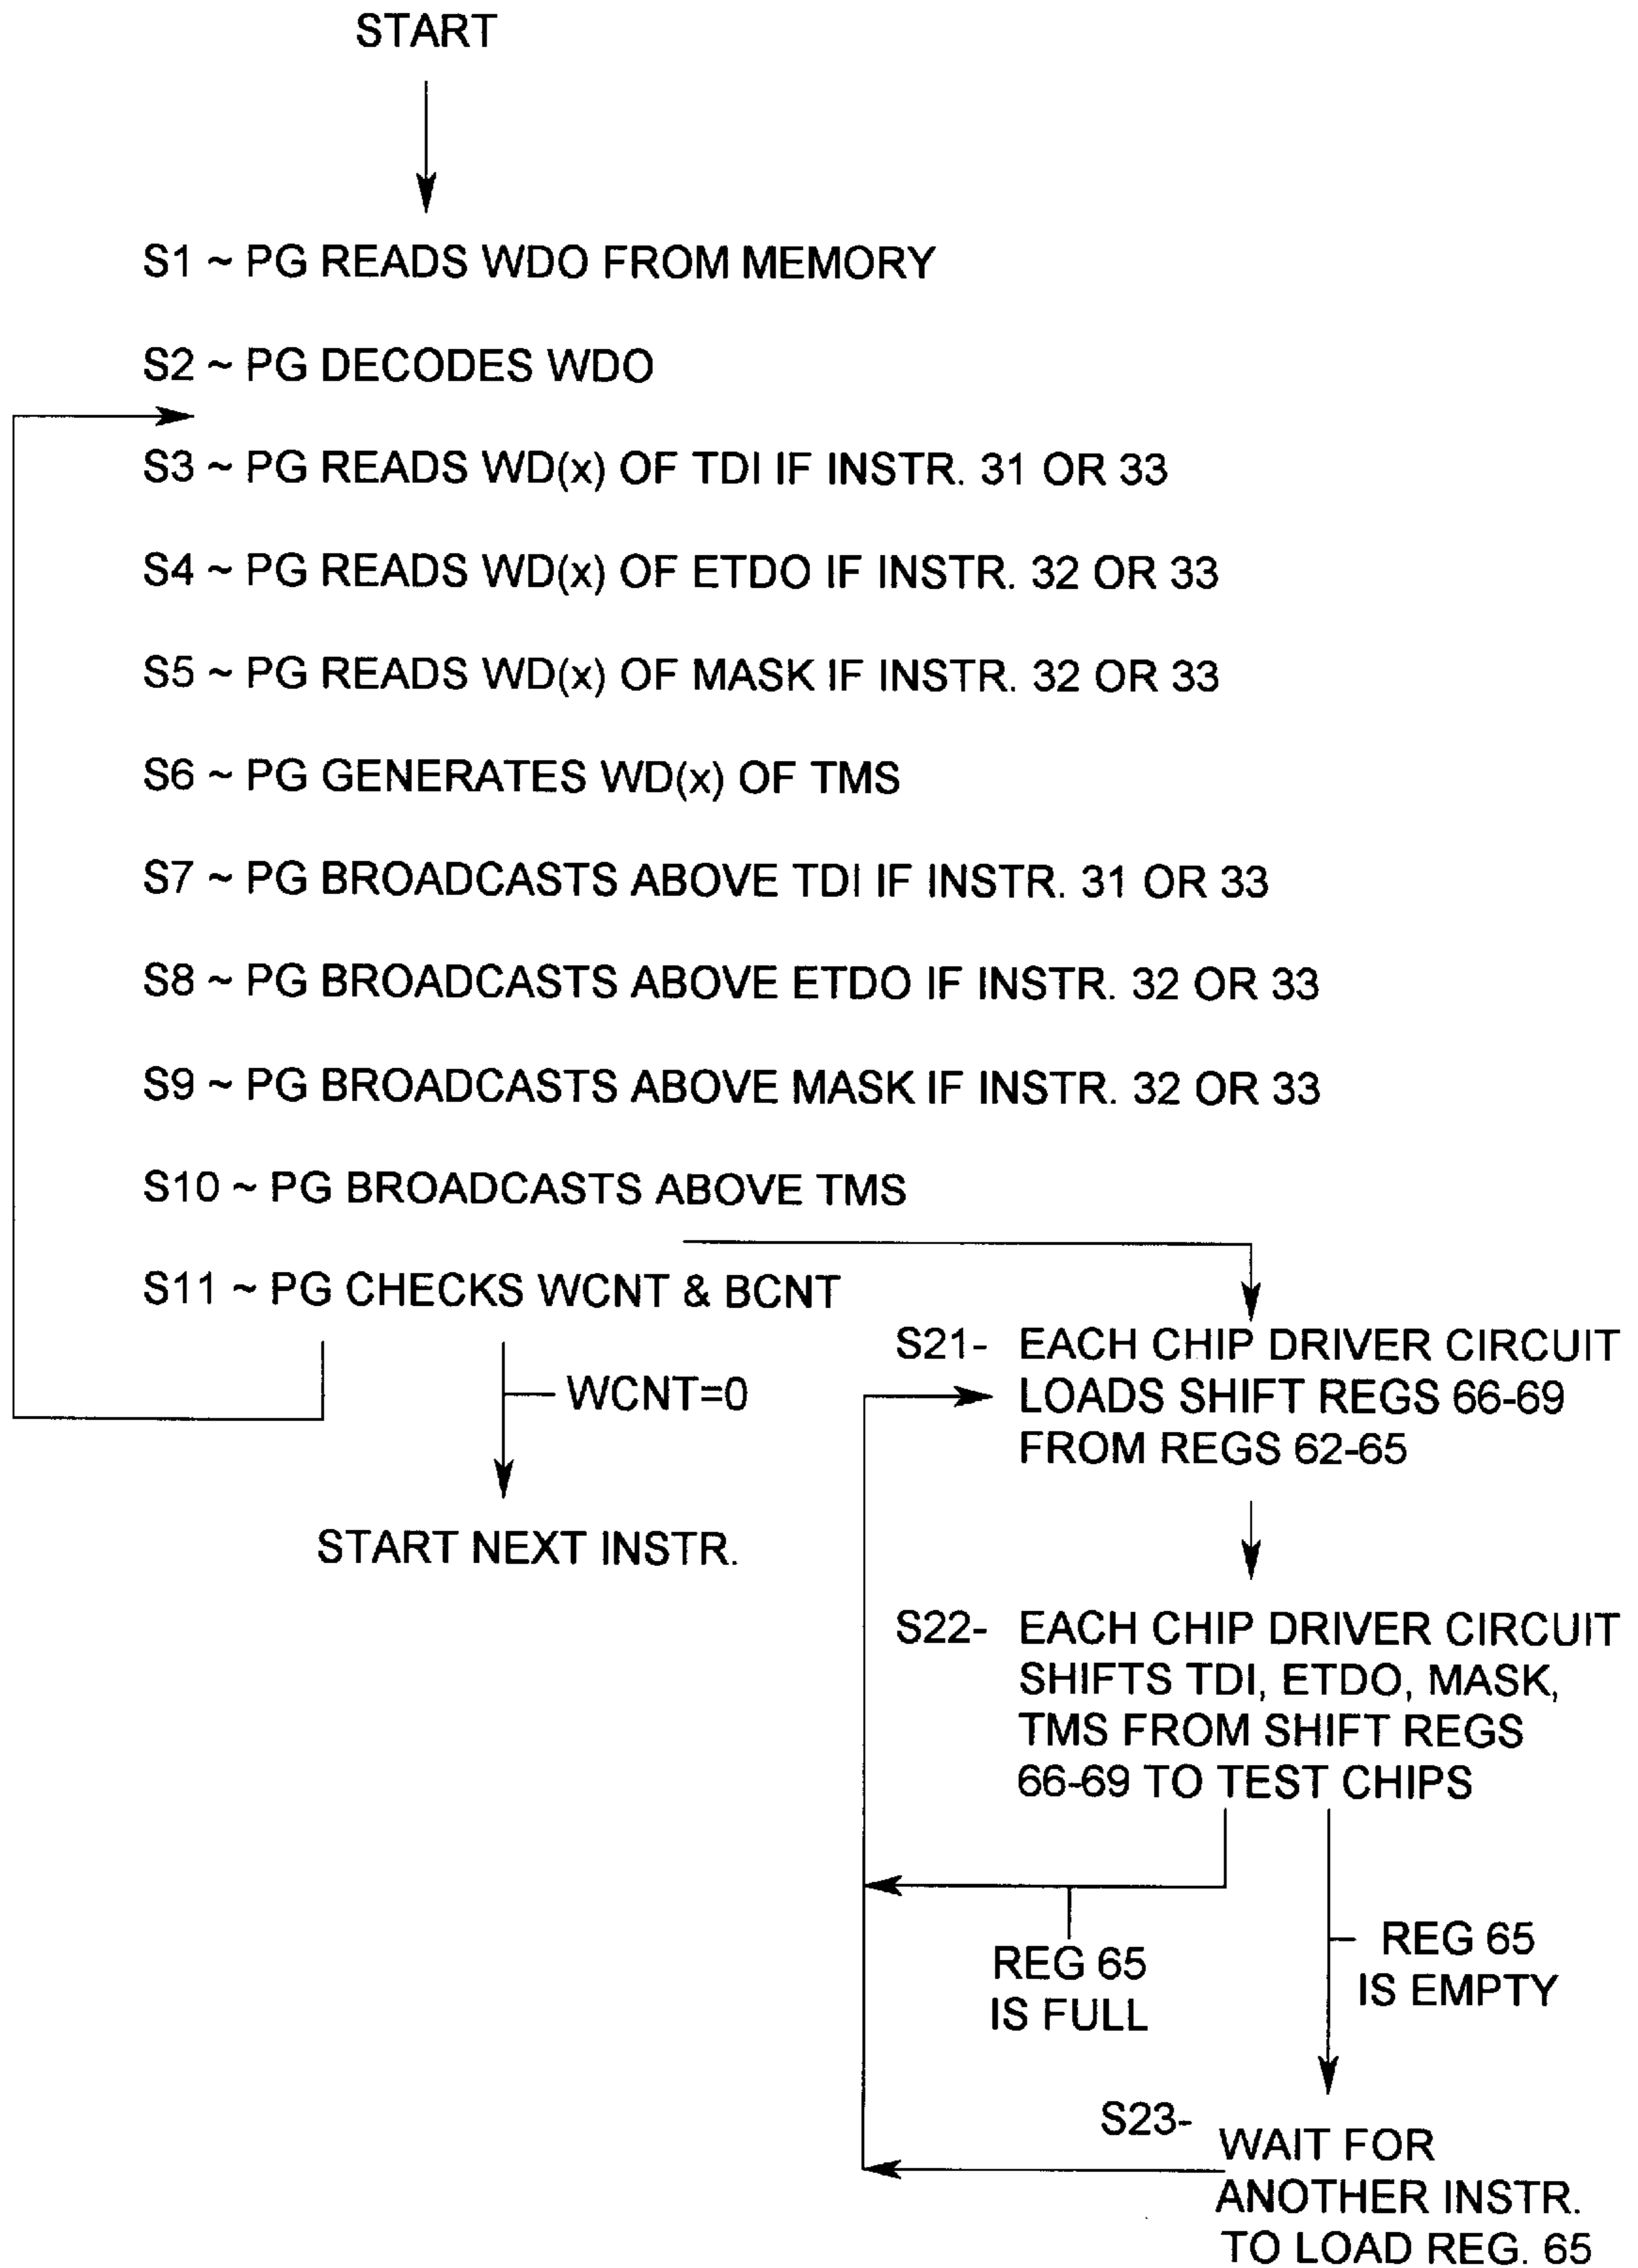 START
S1 ~ PG READS WDO FROM MEMORY
S2 ~ PG DECODES WDO
S3 ~ PG READS WD(x) OF TDI IF INSTR. 31 OR 33
S4 ~ PG READS WD(x) OF ETDO IF INSTR. 32 OR 33
S5 ~ PG READS WD(x) OF MASK IF INSTR. 32 OR 33
S6 ~ PG GENERATES WD(x) OF TMS
S7 ~ PG BROADCASTS ABOVE TDI IF INSTR. 31 OR 33
S8 ~ PG BROADCASTS ABOVE ETDO IF INSTR. 32 OR 33
S9 ~ PG BROADCASTS ABOVE MASK IF INSTR. 32 OR 33
S10 ~ PG BROADCASTS ABOVE TMS
S11 ~ PG CHECKS WCNT & BCNT
WCNT=0
START NEXT INSTR.
S21- EACH CHIP DRIVER CIRCUIT
LOADS SHIFT REGS 66-69
FROM REGS 62-65
S22- EACH CHIP DRIVER CIRCUIT
SHIFTS TDI, ETDO, MASK,
TMS FROM SHIFT REGS
66-69 TO TEST CHIPS
REG 65
IS FULL
REG 65
IS EMPTY
S23-
WAIT FOR
ANOTHER INSTR.
TO LOAD REG. 65